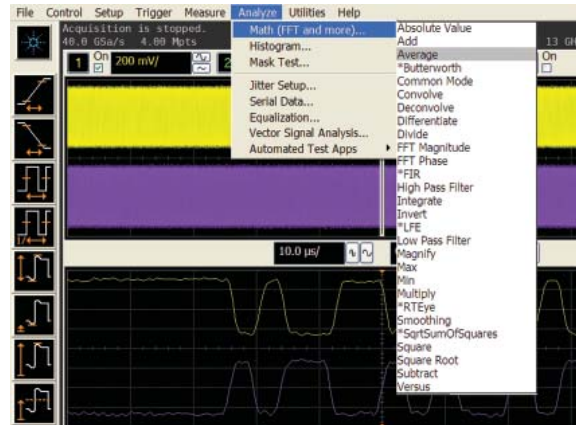 File Control Setup Trigger Measure Analyze Utilities Help
Acquisition is stopped.
40.0 GSa/s 4.00 Mpts
13 GH
1 On 200 mV/ 2 On
Math (FFT and more)...
Histogram...
Mask Test...
Jitter Setup...
Serial Data...
Equalization...
Vector Signal Analysis...
Automated Test Apps
Absolute Value
Add
Average
*Butterworth
Common Mode
Convolve
Deconvolve
Differentiate
Divide
FFT Magnitude
FFT Phase
*FIR
High Pass Filter
Integrate
Invert
*LFE
Low Pass Filter
Magnify
Max
Min
Multiply
*RTEye
Smoothing
*SqrtSumOfSquares
Square
Square Root
Subtract
Versus
10.0 µs/